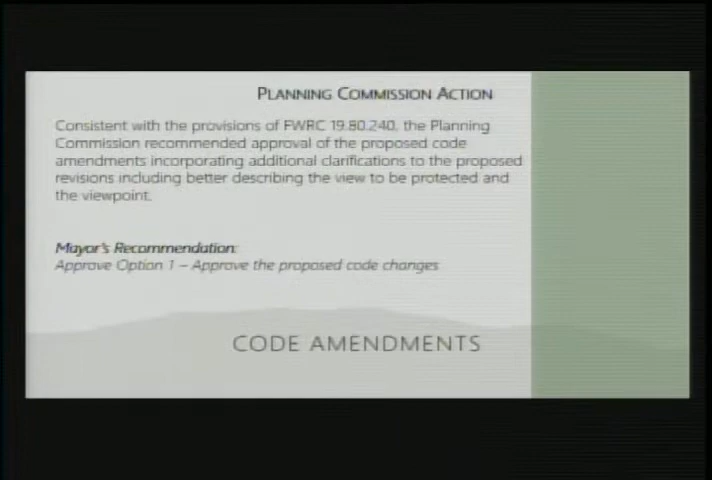 PLANNING COMMISSION ACTION
Consistent with the provisions of FWRC 19.80.240, the Planning
Commission recommended approval of the proposed code
amendments incorporating additional clarifications to the proposed
revisions including better describing the view to be protected and
the viewpoint.
Mayor's Recommendation:
Approve Option 1 – Approve the proposed code changes
CODE AMENDMENTS